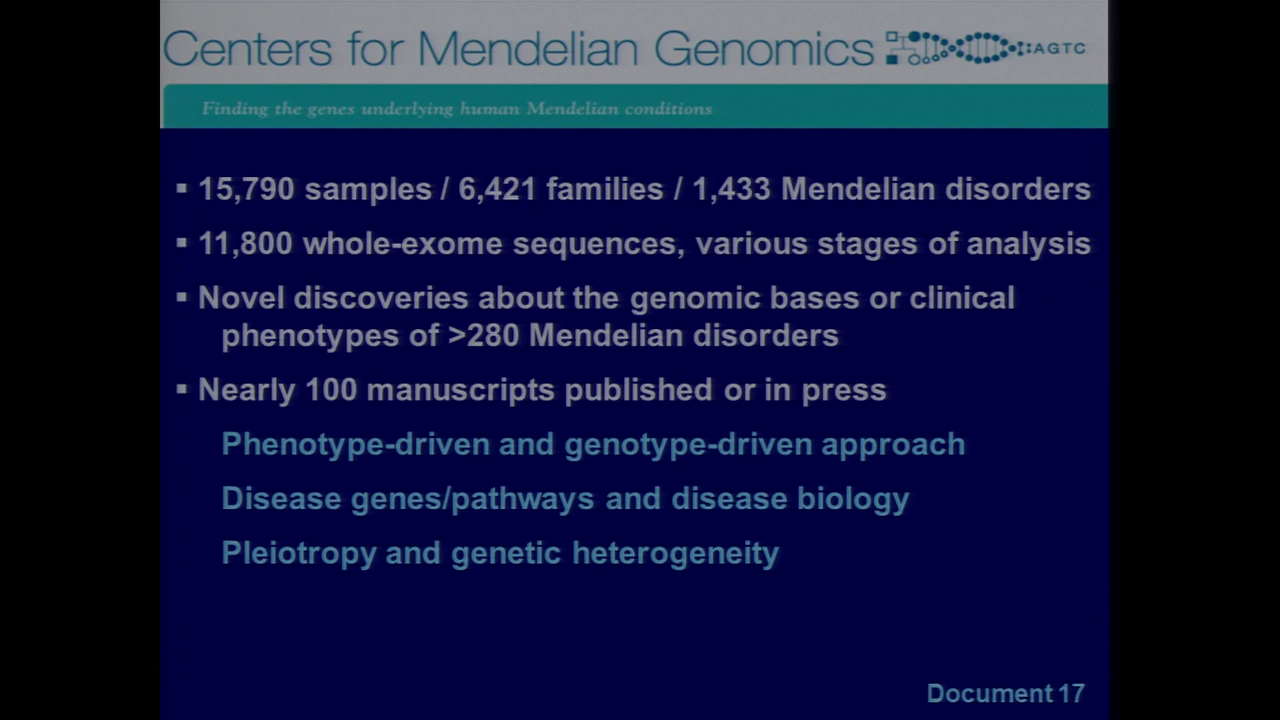 Centers for Mendelian Genomics
AGTC
Finding the genes underlying human Mendelian conditions
▪ 15,790 samples / 6,421 families / 1,433 Mendelian disorders
▪ 11,800 whole-exome sequences, various stages of analysis
▪ Novel discoveries about the genomic bases or clinical
phenotypes of >280 Mendelian disorders
▪ Nearly 100 manuscripts published or in press
Phenotype-driven and genotype-driven approach
Disease genes/pathways and disease biology
Pleiotropy and genetic heterogeneity
Document 17